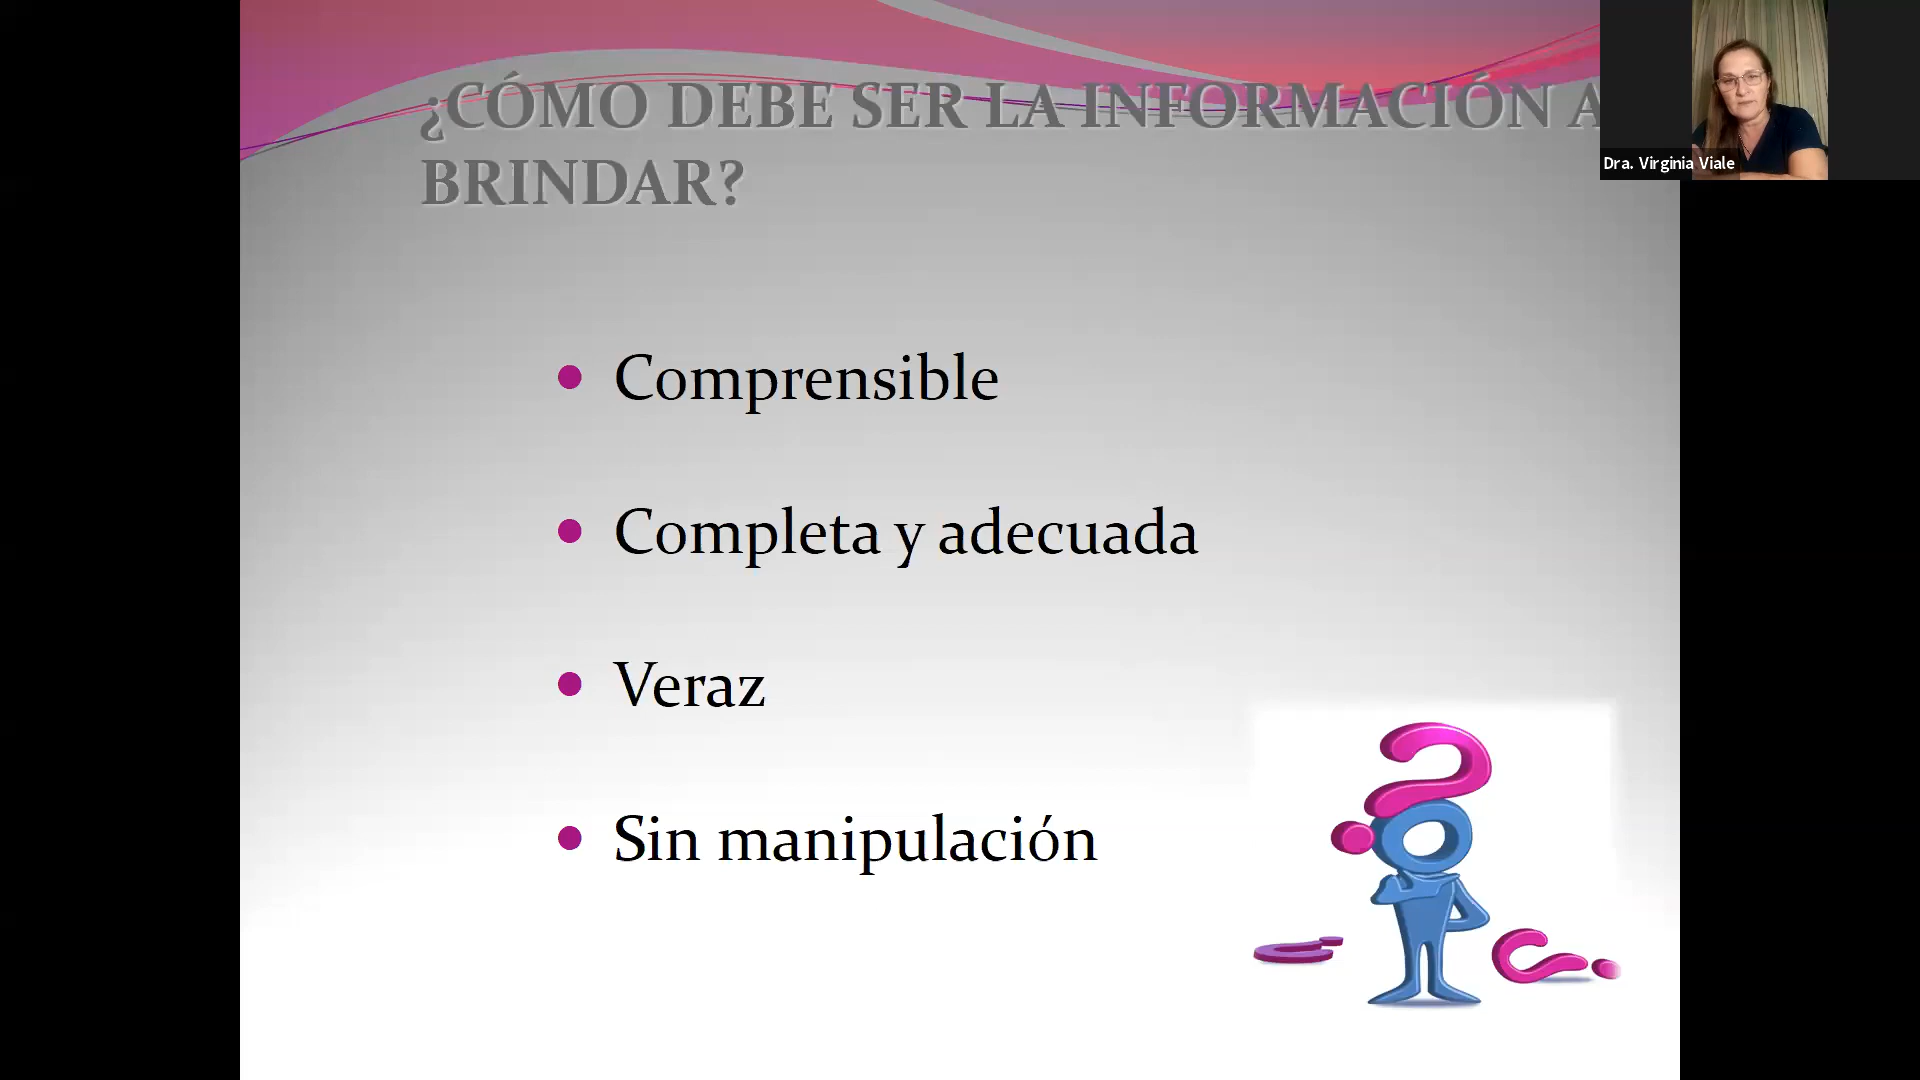 ¿CÓMO DEBE SER LA INFORMACIÓN A
BRINDAR?
Dra. Virginia Viale
• Comprensible
• Completa y adecuada
• Veraz
• Sin manipulación